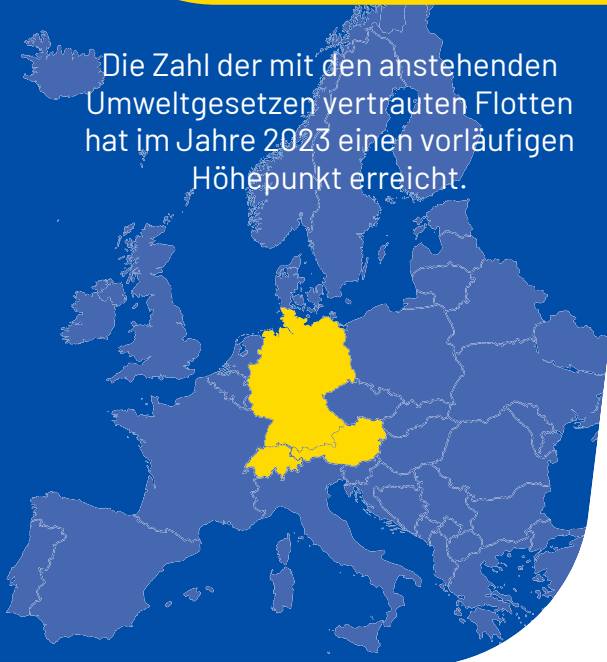 Die Zahl der mit den anstehenden
Umweltgesetzen vertrauten Flotten
hat im Jahre 2023 einen vorläufigen
Höhepunkt erreicht.